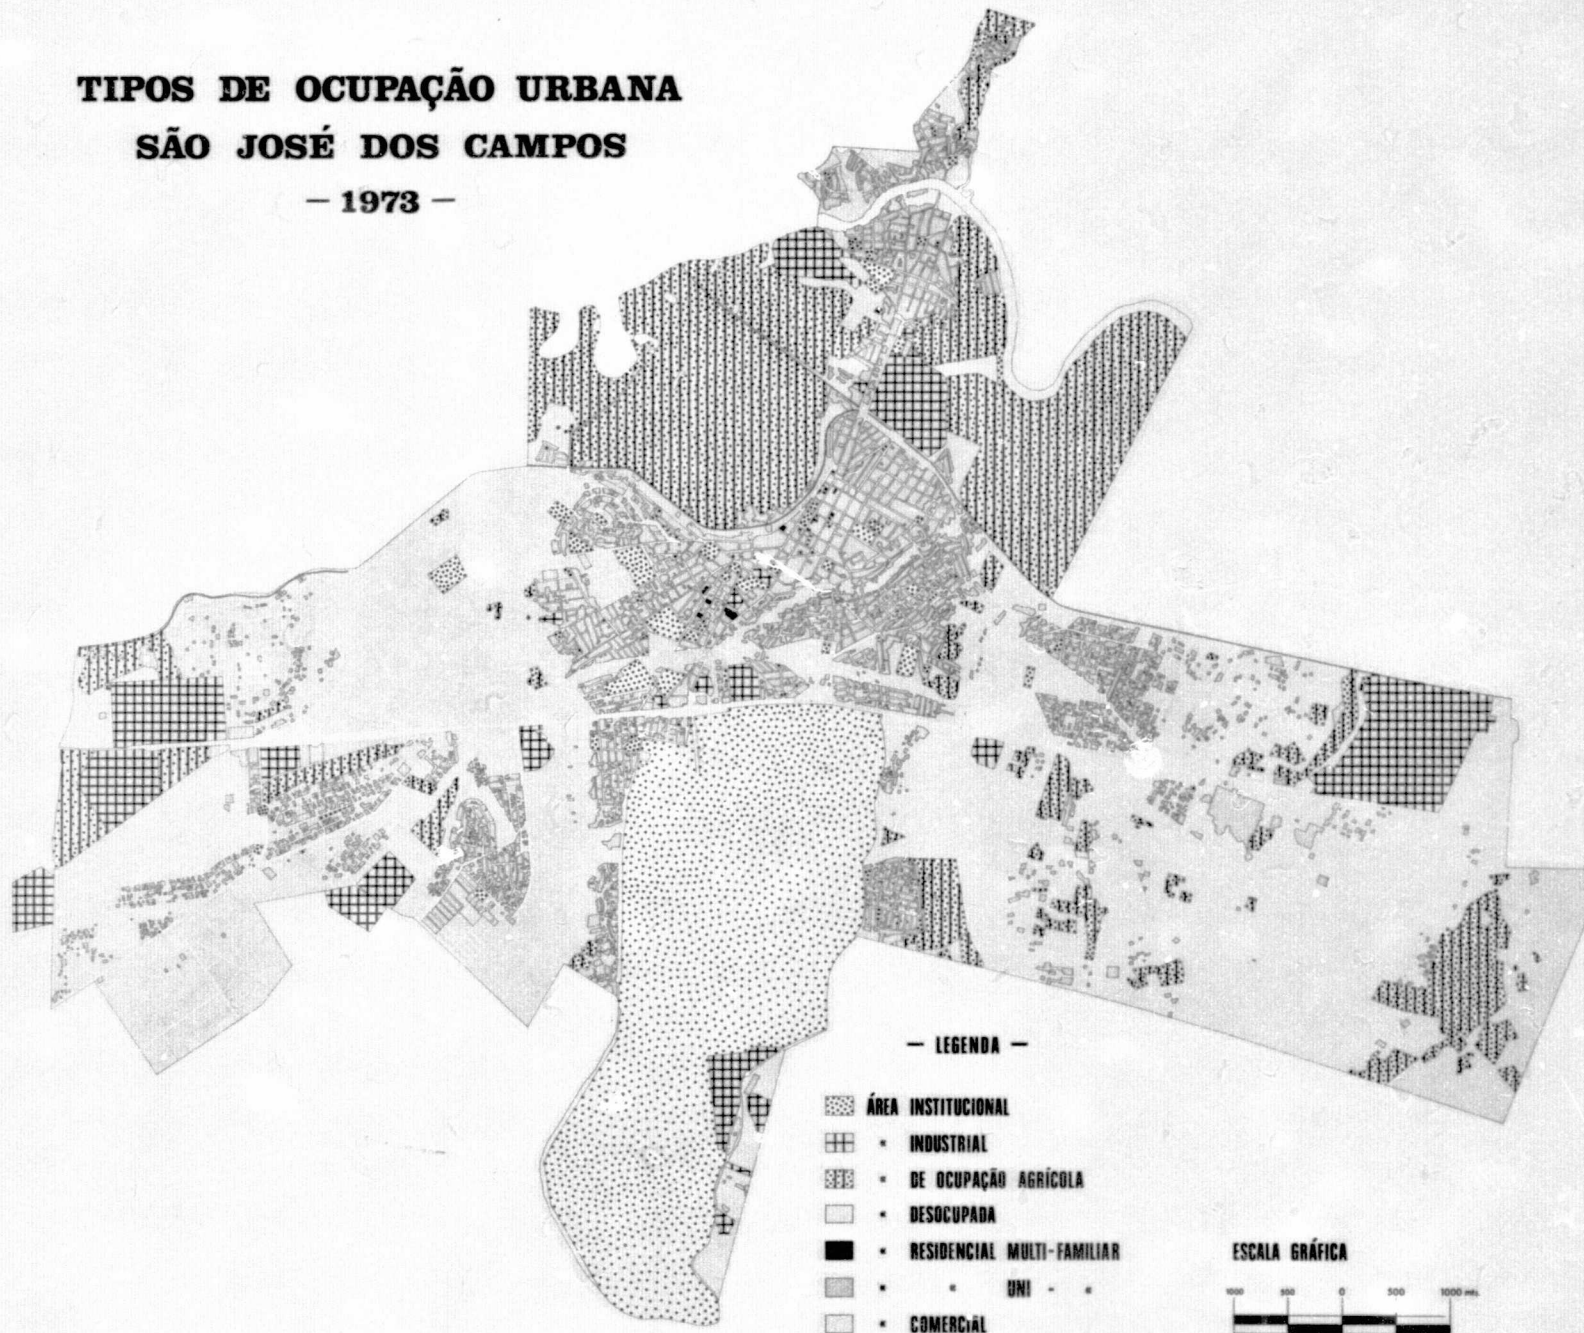 TIPOS DE OCUPAÇÃO URBANA
SÃO JOSÉ DOS CAMPOS
— 1973 —
— LEGENDA —
ÁREA INSTITUCIONAL
" INDUSTRIAL
" DE OCUPAÇÃO AGRÍCOLA
" DESOCUPADA
" RESIDENCIAL MULTI-FAMILIAR
" " UNI - "
" COMERCIAL
ESCALA GRÁFICA
1000 500 0 500 1000 mts.